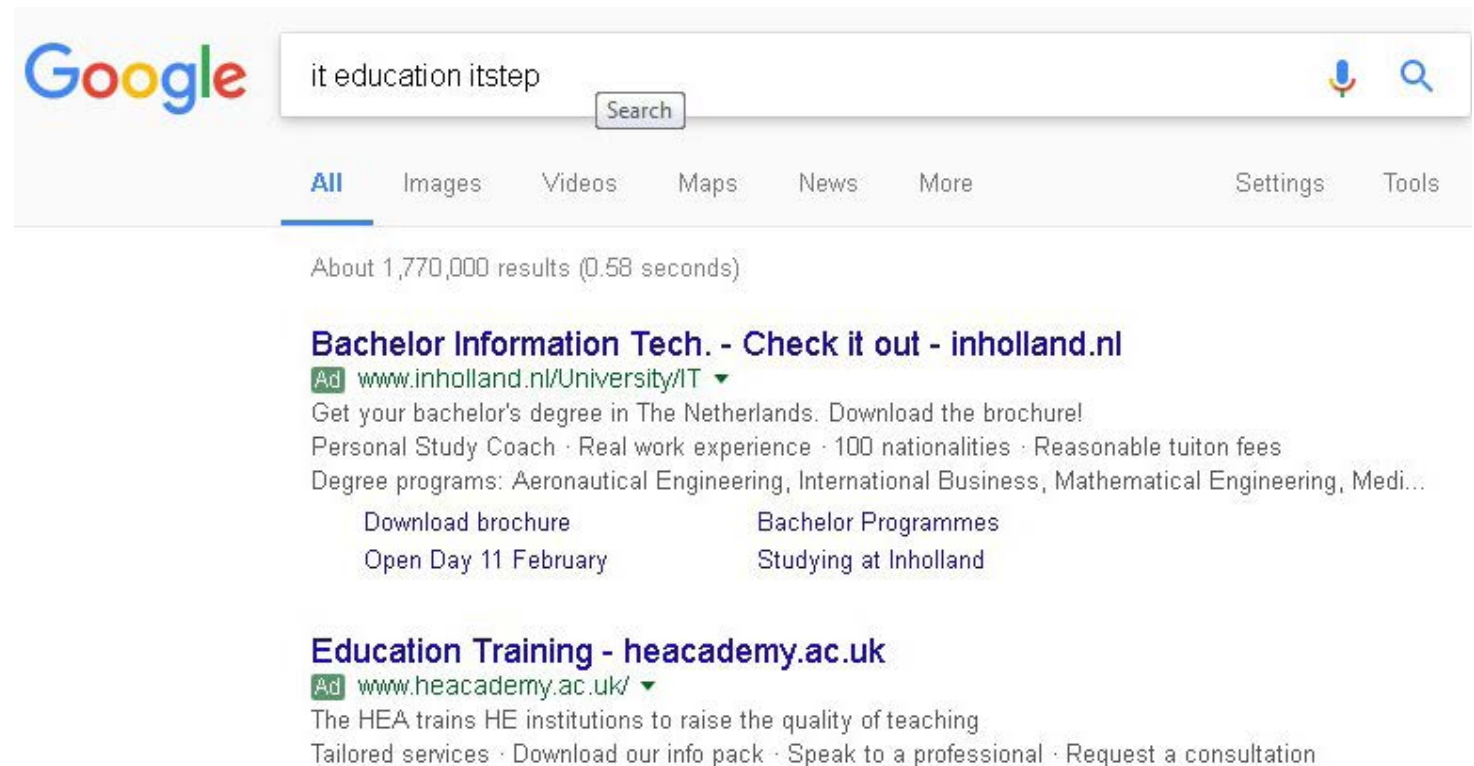 Google
it education itstep
Search
All Images Videos Maps News More Settings Tools
About 1,770,000 results (0.58 seconds)
Bachelor Information Tech. - Check it out - inholland.nl
Ad www.inholland.nl/University/IT
Get your bachelor's degree in The Netherlands. Download the brochure!
Personal Study Coach · Real work experience · 100 nationalities · Reasonable tuiton fees
Degree programs: Aeronautical Engineering, International Business, Mathematical Engineering, Medi...
Download brochure Bachelor Programmes
Open Day 11 February Studying at Inholland
Education Training - heacademy.ac.uk
Ad www.heacademy.ac.uk/
The HEA trains HE institutions to raise the quality of teaching
Tailored services · Download our info pack · Speak to a professional · Request a consultation